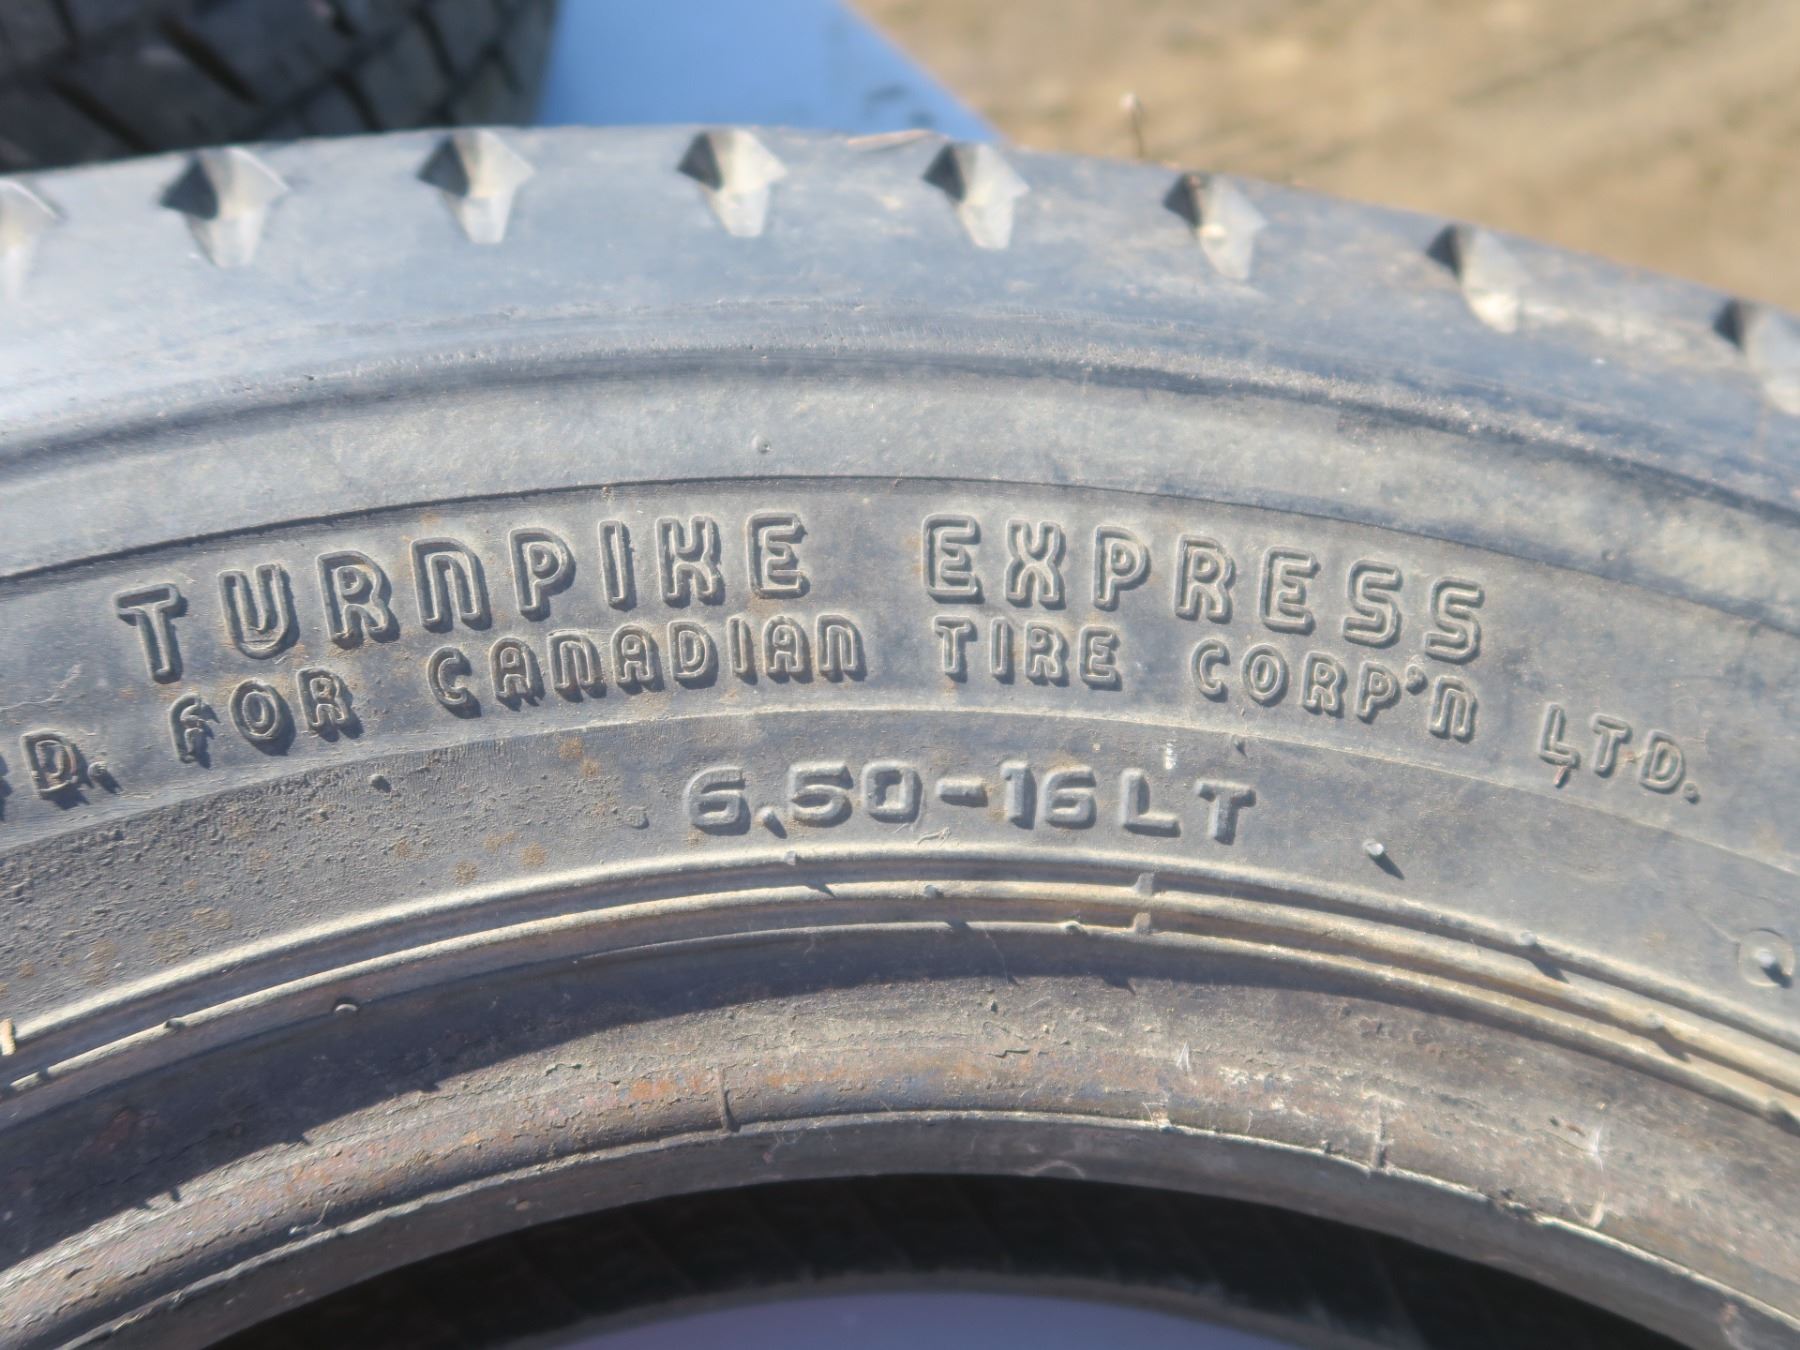 TURNPIKE EXPRESS
D. FOR CANADIAN TIRE CORP'N LTD.
6.50-16LT